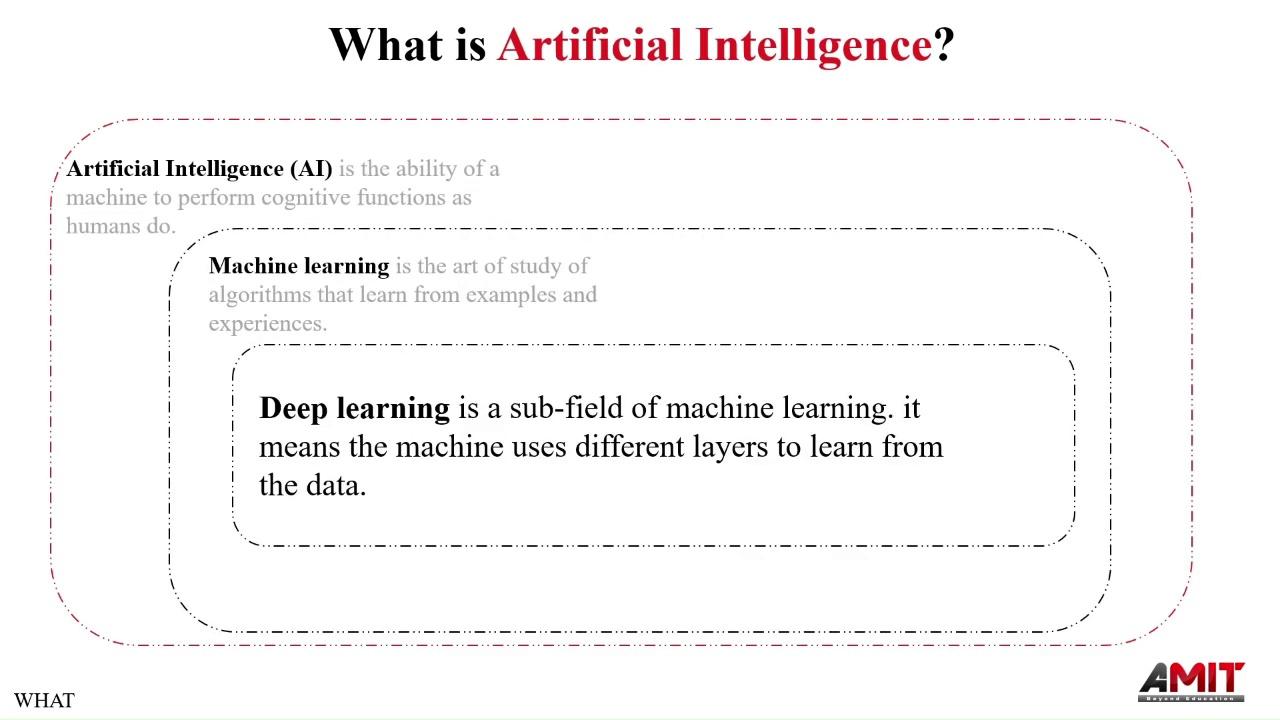 What is Artificial Intelligence?
Artificial Intelligence (AI) is the ability of a
machine to perform cognitive functions as
humans do.
Machine learning is the art of study of
algorithms that learn from examples and
experiences.
Deep learning is a sub-field of machine learning. it
means the machine uses different layers to learn from
the data.
WHAT
AMIT
Beyond Education